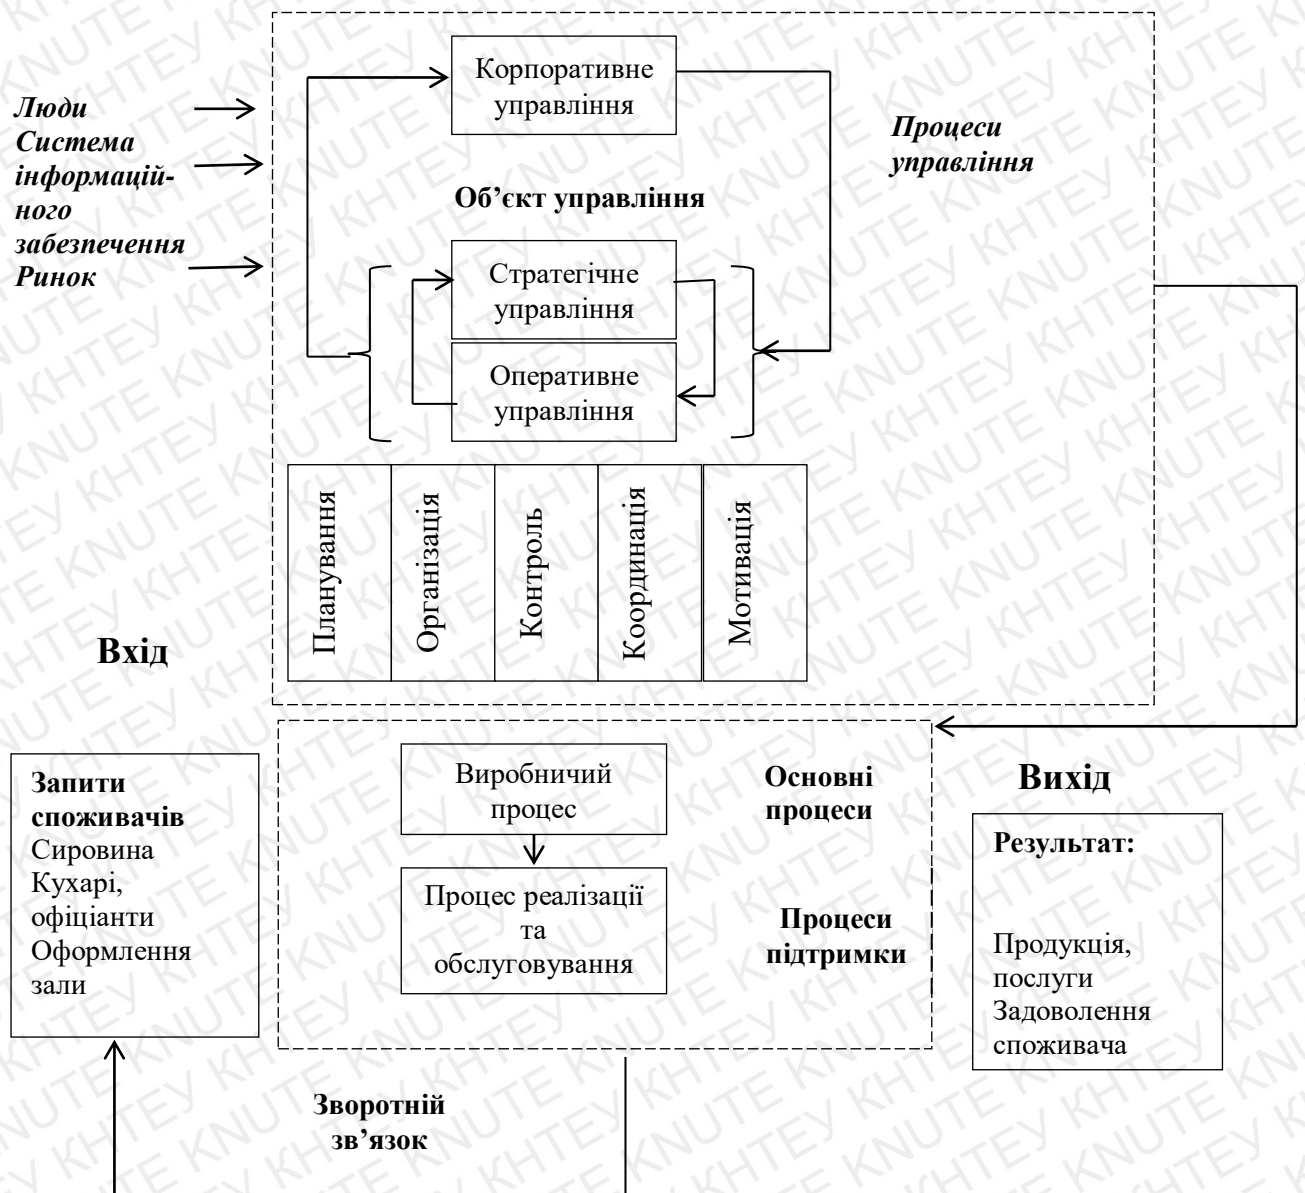 Корпоративне
управління
Люди
Система
інформацій-
ного
забезпечення
Ринок
Процеси
управління
Об’єкт управління
Стратегічне
управління
Оперативне
управління
Планування
Організація
Контроль
Координація
Мотивація
Вхід
Запити
споживачів
Сировина
Кухарі,
офіціанти
Оформлення
зали
Виробничий
процес
Основні
процеси
Процес реалізації
та
обслуговування
Процеси
підтримки
Вихід
Результат:
Продукція,
послуги
Задоволення
споживача
Зворотній
зв’язок